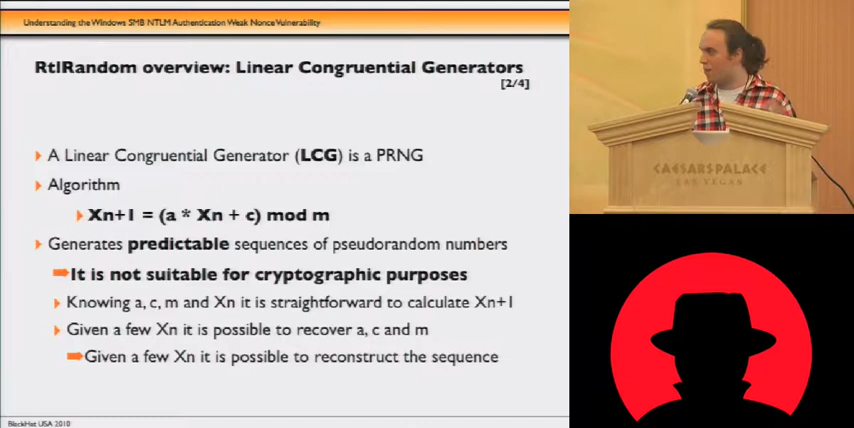 Understanding the Windows SMB NTLM Authentication Weak Nonce Vulnerability
RtlRandom overview: Linear Congruential Generators
[2/4]
A Linear Congruential Generator (LCG) is a PRNG
Algorithm
Xn+1 = (a * Xn + c) mod m
Generates predictable sequences of pseudorandom numbers
It is not suitable for cryptographic purposes
Knowing a, c, m and Xn it is straightforward to calculate Xn+1
Given a few Xn it is possible to recover a, c and m
Given a few Xn it is possible to reconstruct the sequence
BlackHat USA 2010
CAESARS PALACE
LAS VEGAS